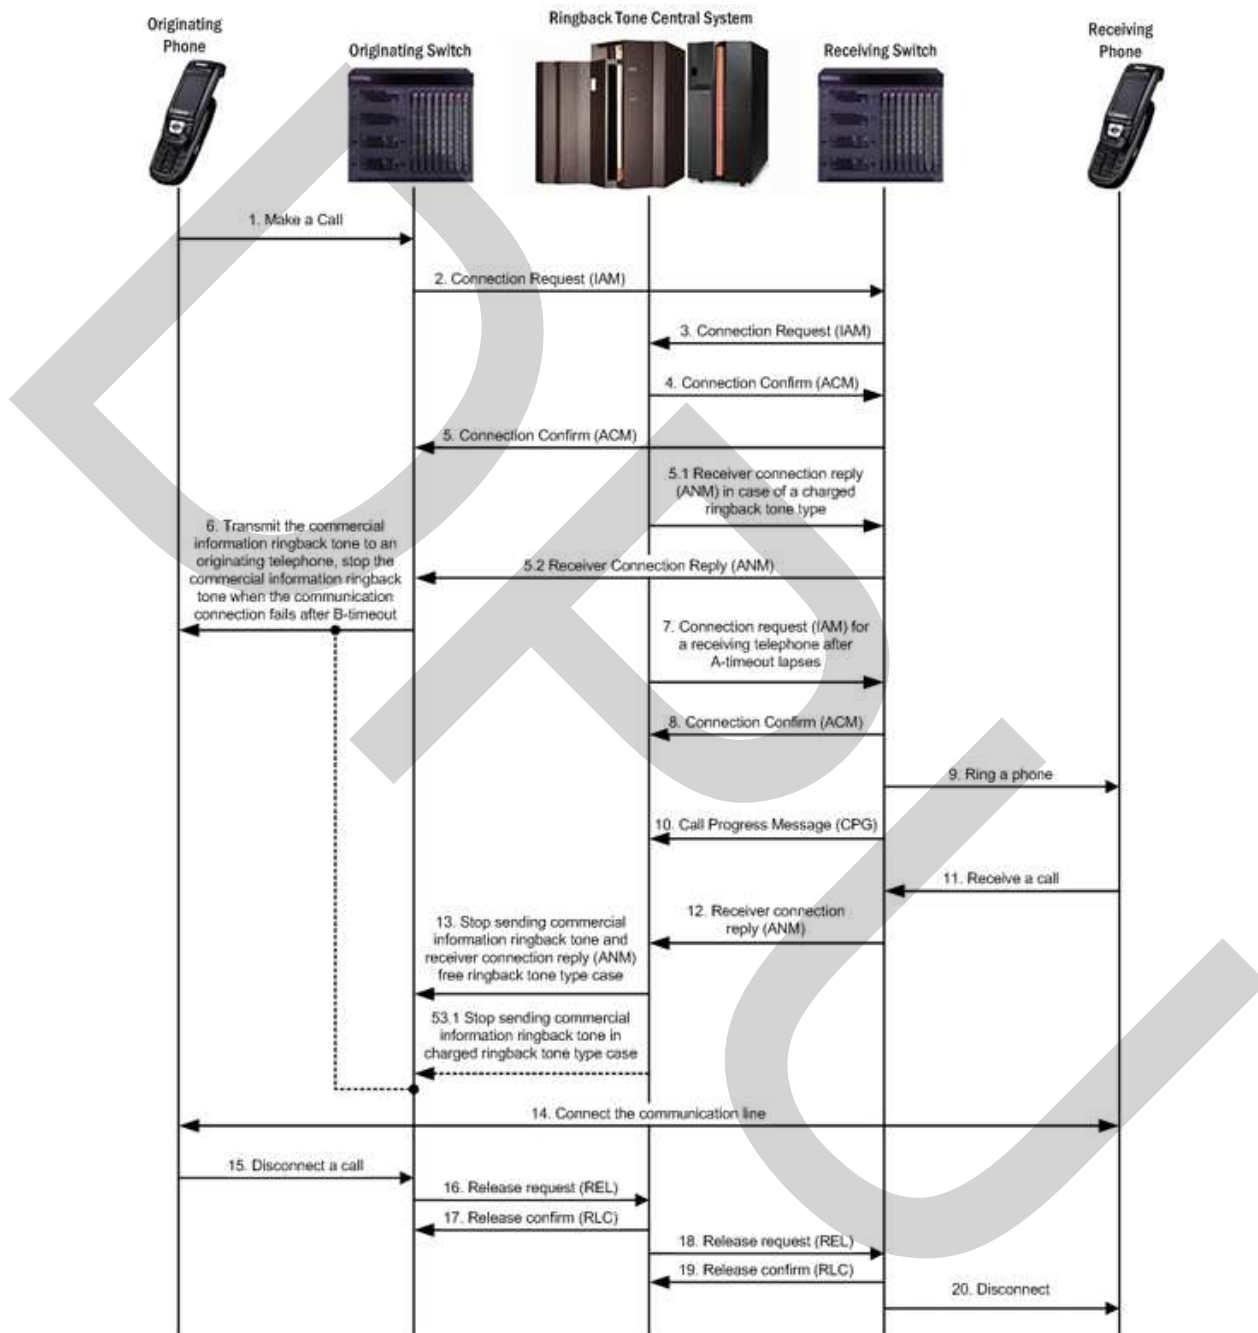 Originating
Phone
Originating Switch
Ringback Tone Central System
Receiving Switch
Receiving
Phone
1. Make a Call
2. Connection Request (IAM)
3. Connection Request (IAM)
4. Connection Confirm (ACM)
5. Connection Confirm (ACM)
5.1 Receiver connection reply
(ANM) in case of a charged
ringback tone type
5.2 Receiver Connection Reply (ANM)
6. Transmit the commercial
information ringback tone to an
originating telephone, stop the
commercial information ringback
tone when the communication
connection fails after B-timeout
7. Connection request (IAM) for
a receiving telephone after
A-timeout lapses
8. Connection Confirm (ACM)
9. Ring a phone
10. Call Progress Message (CPG)
11. Receive a call
12. Receiver connection
reply (ANM)
13. Stop sending commercial
information ringback tone and
receiver connection reply (ANM)
free ringback tone type case
53.1 Stop sending commercial
information ringback tone in
charged ringback tone type case
14. Connect the communication line
15. Disconnect a call
16. Release request (REL)
17. Release confirm (RLC)
18. Release request (REL)
19. Release confirm (RLC)
20. Disconnect
DPU